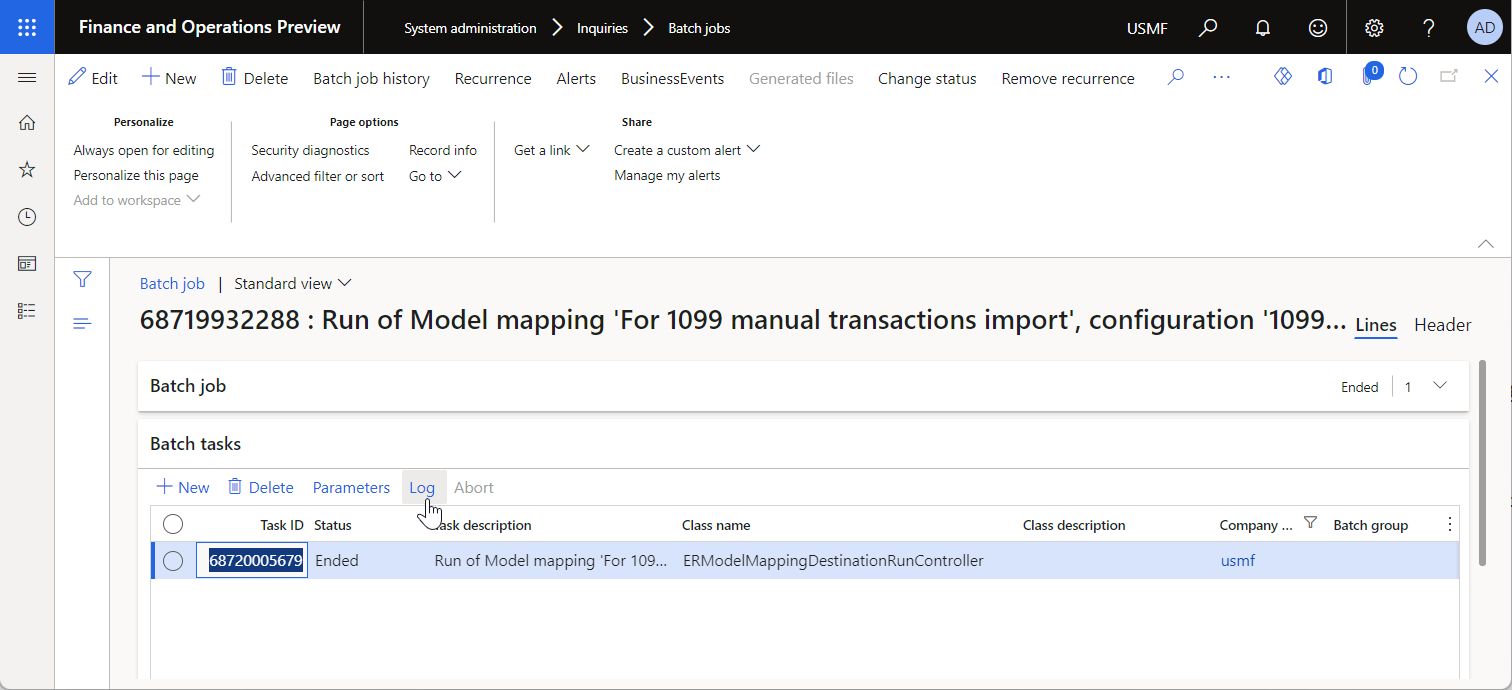 Finance and Operations Preview
System administration
Inquiries
Batch jobs
USMF
AD
Edit
New
Delete
Batch job history
Recurrence
Alerts
BusinessEvents
Generated files
Change status
Remove recurrence
0
Personalize
Always open for editing
Personalize this page
Add to workspace
Page options
Security diagnostics
Advanced filter or sort
Record info
Go to
Share
Get a link
Create a custom alert
Manage my alerts
Batch job | Standard view
68719932288 : Run of Model mapping 'For 1099 manual transactions import', configuration '1099...
Lines
Header
Batch job
Ended
1
Batch tasks
New
Delete
Parameters
Log
Abort
Task ID
Status
ask description
Class name
Class description
Company ...
Batch group
68720005679
Ended
Run of Model mapping 'For 109...
ERModelMappingDestinationRunController
usmf